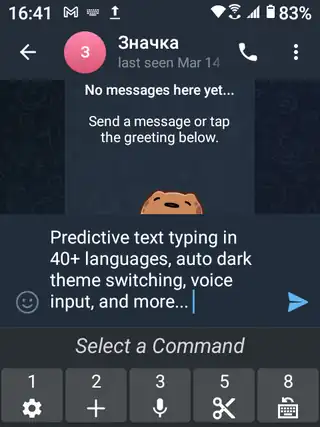 16:41
83%
3
Значка
last seen Mar 14
No messages here yet...
Send a message or tap
the greeting below.
Predictive text typing in
40+ languages, auto dark
theme switching, voice
input, and more...
Select a Command
1 2 3 5 8